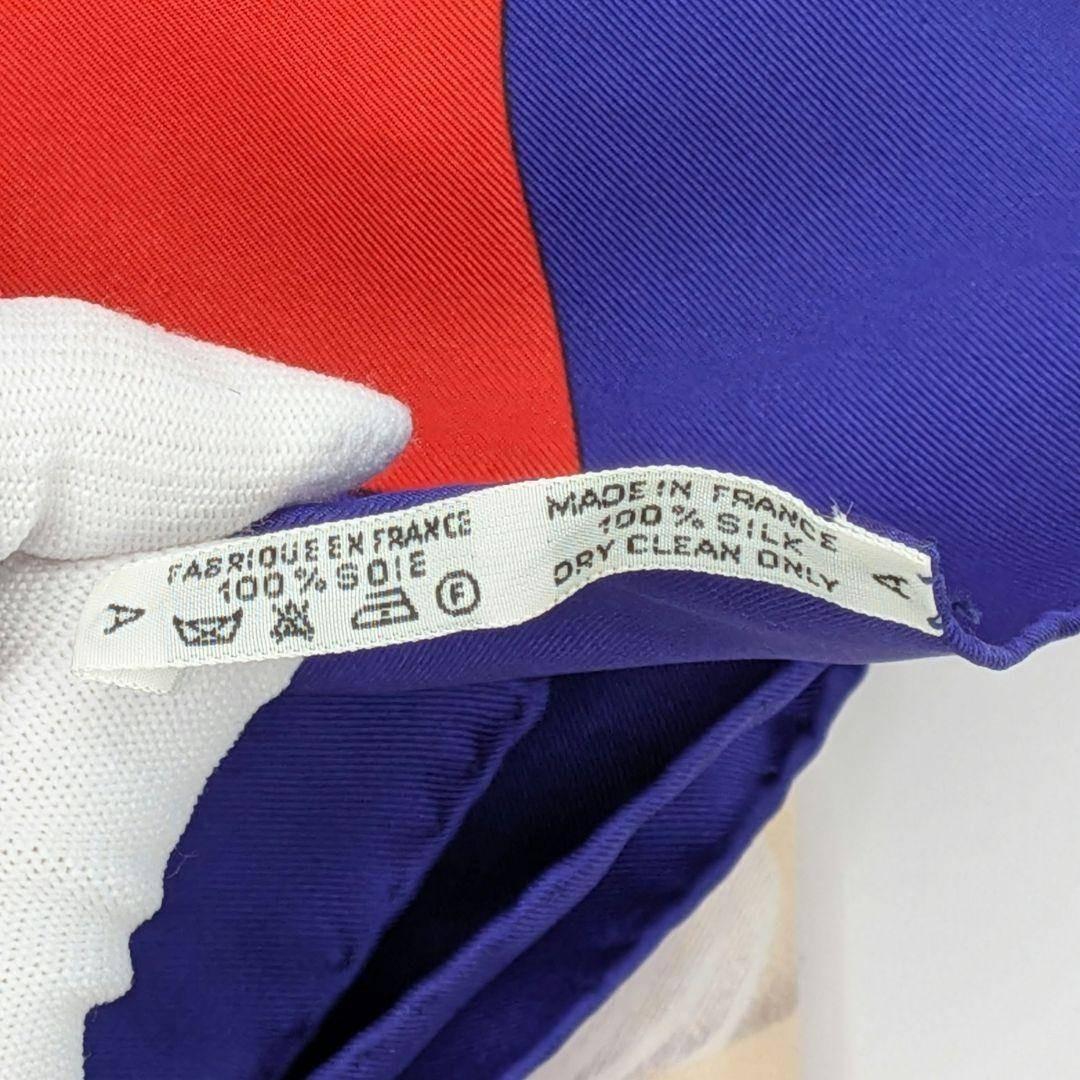 FABRIQUE EN FRANCE
100 % SOIE
A
F
MADE IN FRANCE
100 % SILK
DRY CLEAN ONLY
A